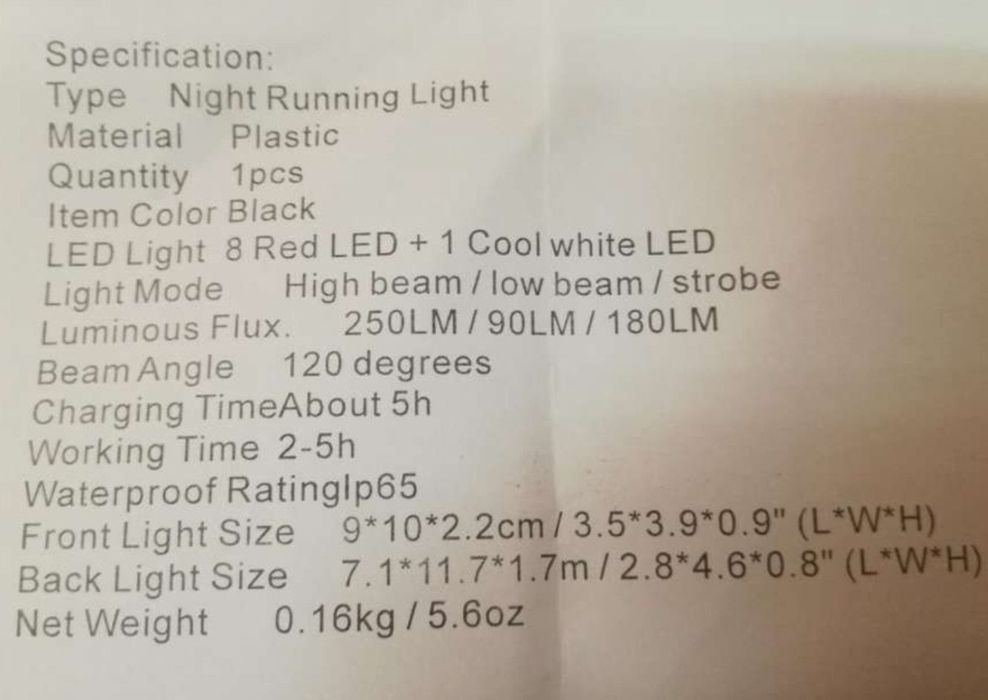 Specification:
Type Night Running Light
Material Plastic
Quantity 1pcs
Item Color Black
LED Light 8 Red LED + 1 Cool white LED
Light Mode High beam / low beam / strobe
Luminous Flux. 250LM / 90LM / 180LM
Beam Angle 120 degrees
Charging TimeAbout 5h
Working Time 2-5h
Waterproof RatingIp65
Front Light Size 9*10*2.2cm / 3.5*3.9*0.9" (L*W*H)
Back Light Size 7.1*11.7*1.7m / 2.8*4.6*0.8" (L*W*H)
Net Weight 0.16kg / 5.6oz